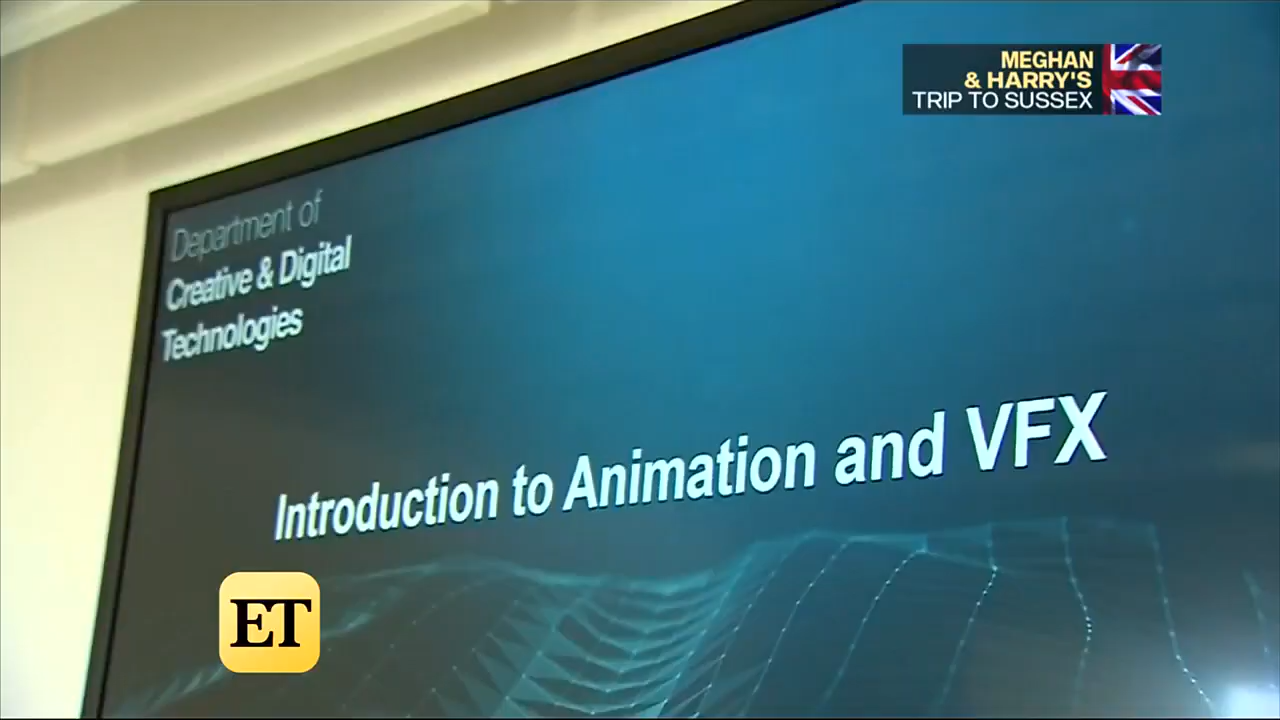 MEGHAN
& HARRY'S
TRIP TO SUSSEX
Department of
Creative & Digital
Technologies
Introduction to Animation and VFX
ET